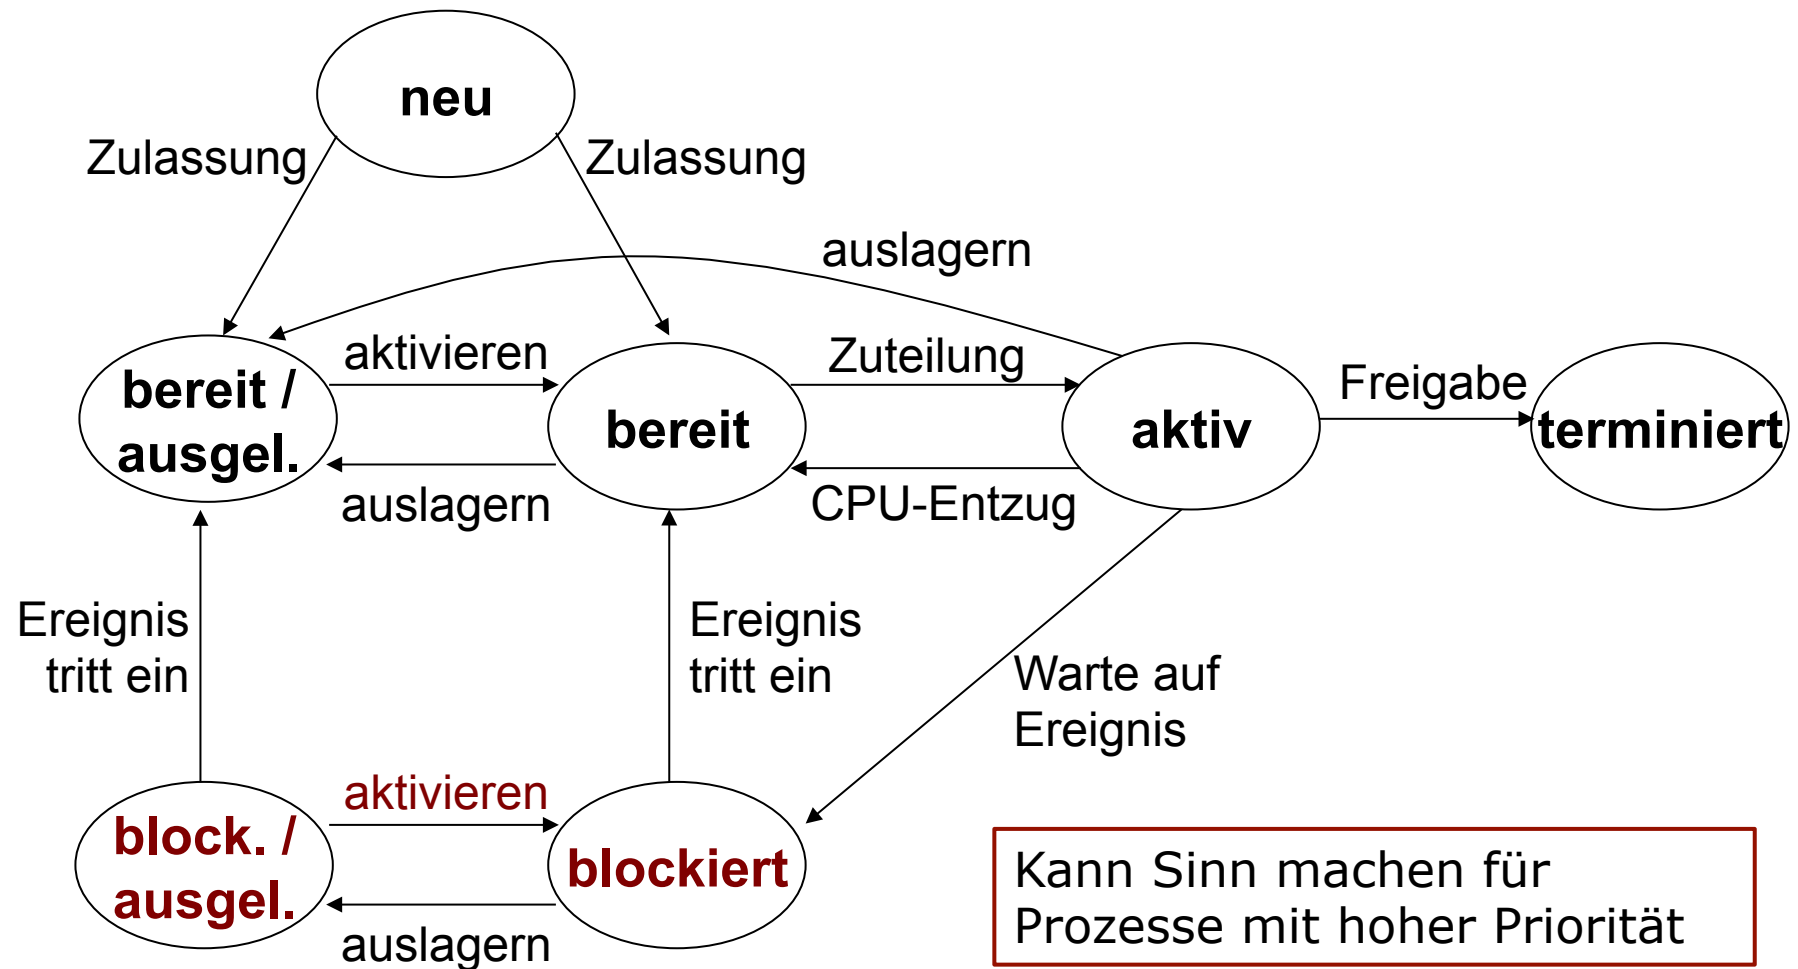 neu
Zulassung
Zulassung
auslagern
aktivieren
Zuteilung
Freigabe
bereit /
ausgel.
bereit
aktiv
terminiert
auslagern
CPU-Entzug
Ereignis
tritt ein
Ereignis
tritt ein
Warte auf
Ereignis
aktivieren
block. /
ausgel.
blockiert
auslagern
Kann Sinn machen für
Prozesse mit hoher Priorität